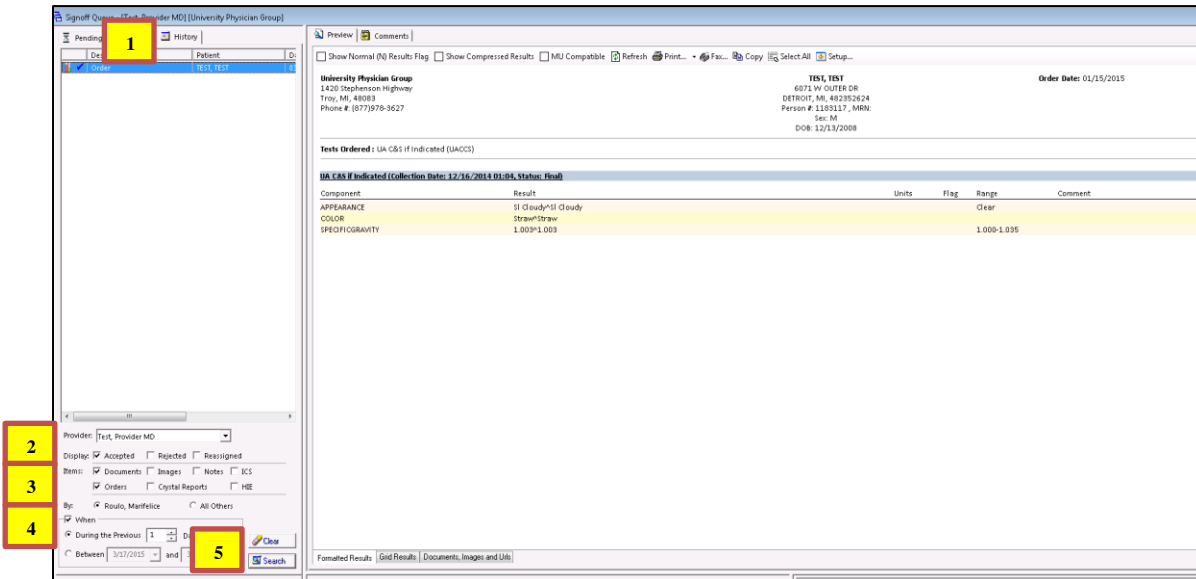 Signoff Queue - [Test, Provider MD] [University Physician Group]
Pending
1
History
Preview
Comments
Des
Patient
Order
TEST, TEST
Show Normal (N) Results Flag
Show Compressed Results
MU Compatible
Refresh
Print...
Fax...
Copy
Select All
Setup...
University Physician Group
1420 Stephenson Highway
Troy, MI, 48083
Phone #: (877)978-3627
TEST, TEST
6071 W OUTER DR
DETROIT, MI, 482352624
Person #: 1183117 , MRN:
Sex: M
DOB: 12/13/2008
Order Date: 01/15/2015
Tests Ordered : UA C&S if Indicated (UACCS)
UA C&S if Indicated (Collection Date: 12/16/2014 01:04, Status: Final)
Component Result Units Flag Range Comment
APPEARANCE Sl Cloudy^Sl Cloudy Clear
COLOR Straw^Straw
SPECIFICGRAVITY 1.003^1.003 1.000-1.035
2
Provider: Test, Provider MD
Display: Accepted Rejected Reassigned
3
Items: Documents Images Notes ICS
Orders Crystal Reports HIE
By: Roulo, Marifelice All Others
4
When
During the Previous 1
5
Clear
Between 3/17/2015 and
Search
Formatted Results
Grid Results
Documents, Images and Urls